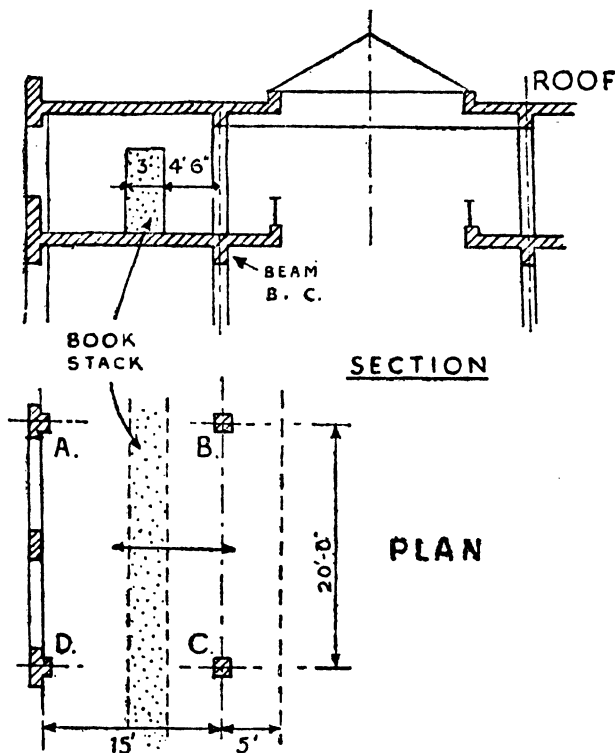 ROOF
3' 4' 6"
BEAM
B. C.
BOOK
STACK
SECTION
A. B.
PLAN
20'-0"
D. C.
15' 5'